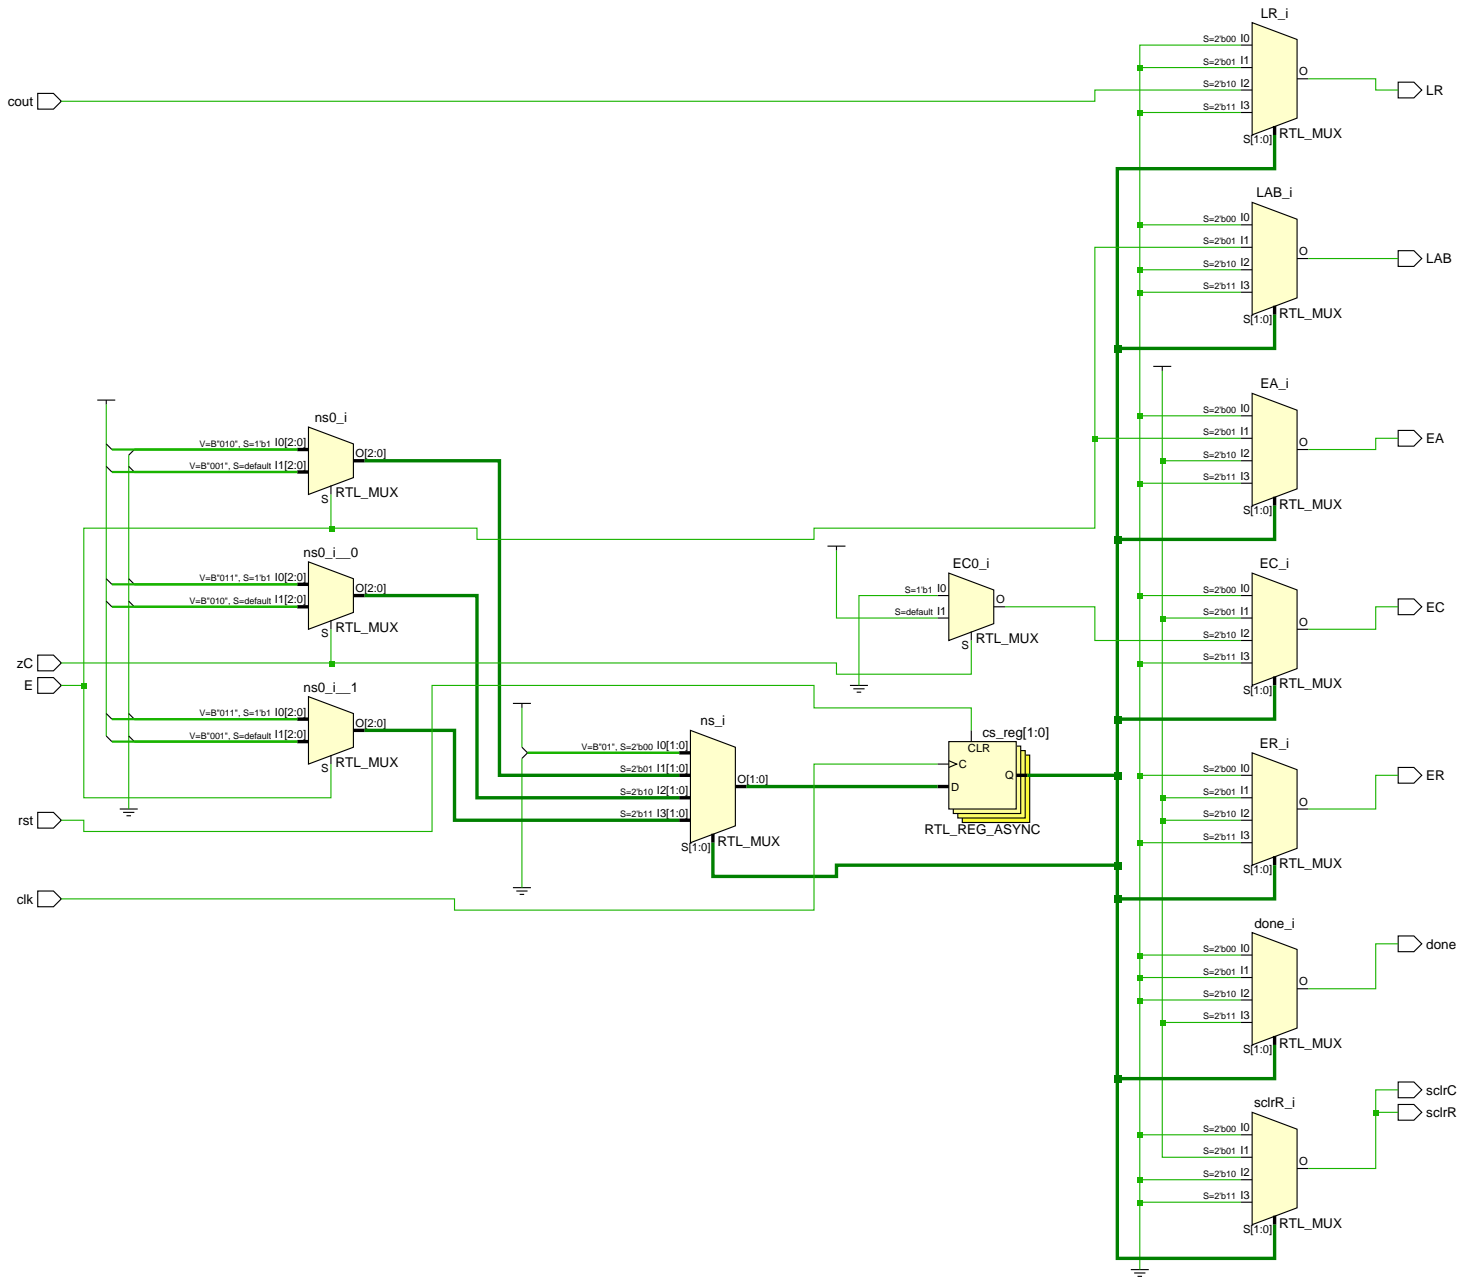 LR_i
S=2'b00 I0
S=2'b01 I1
S=2'b10 I2
S=2'b11 I3
O
S[1:0] RTL_MUX
cout
LR
LAB_i
S=2'b00 I0
S=2'b01 I1
S=2'b10 I2
S=2'b11 I3
O
S[1:0] RTL_MUX
LAB
EA_i
S=2'b00 I0
S=2'b01 I1
S=2'b10 I2
S=2'b11 I3
O
S[1:0] RTL_MUX
EA
ns0_i
V=B"010", S=1'b1 I0[2:0]
V=B"001", S=default I1[2:0]
O[2:0]
S RTL_MUX
ns0_i__0
V=B"011", S=1'b1 I0[2:0]
V=B"010", S=default I1[2:0]
O[2:0]
S RTL_MUX
EC0_i
S=1'b1 I0
S=default I1
O
S RTL_MUX
EC_i
S=2'b00 I0
S=2'b01 I1
S=2'b10 I2
S=2'b11 I3
O
S[1:0] RTL_MUX
EC
zC
E
ns0_i__1
V=B"011", S=1'b1 I0[2:0]
V=B"001", S=default I1[2:0]
O[2:0]
S RTL_MUX
ns_i
V=B"01", S=2'b00 I0[1:0]
S=2'b01 I1[1:0]
S=2'b10 I2[1:0]
S=2'b11 I3[1:0]
O[1:0]
S[1:0] RTL_MUX
cs_reg[1:0]
CLR
C
D
Q
RTL_REG_ASYNC
ER_i
S=2'b00 I0
S=2'b01 I1
S=2'b10 I2
S=2'b11 I3
O
S[1:0] RTL_MUX
ER
rst
clk
done_i
S=2'b00 I0
S=2'b01 I1
S=2'b10 I2
S=2'b11 I3
O
S[1:0] RTL_MUX
done
sclrR_i
S=2'b00 I0
S=2'b01 I1
S=2'b10 I2
S=2'b11 I3
O
S[1:0] RTL_MUX
sclrC
sclrR